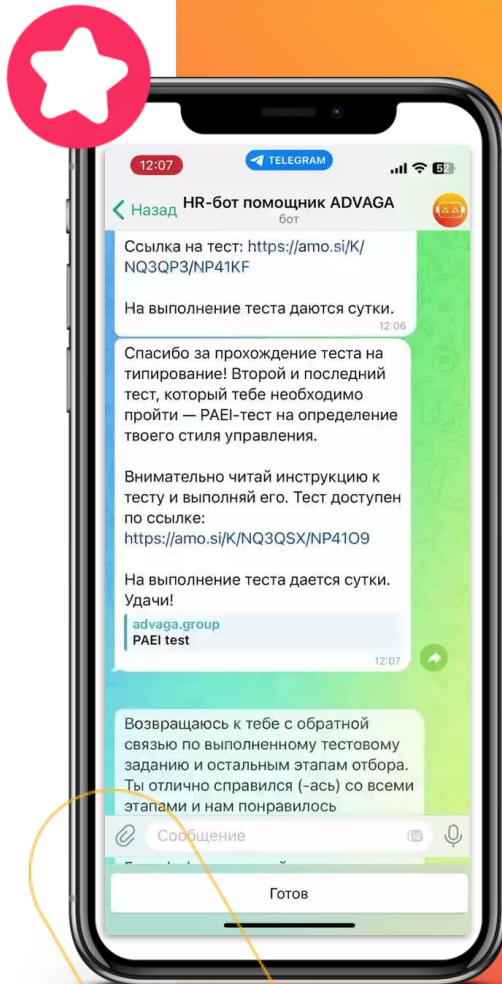 12:07
TELEGRAM
52
Назад
HR-бот помощник ADVAGA
бот
Ссылка на тест: https://amo.si/K/
NQ3QP3/NP41KF
На выполнение теста даются сутки.
12:06
Спасибо за прохождение теста на
типирование! Второй и последний
тест, который тебе необходимо
пройти — PAEI-тест на определение
твоего стиля управления.
Внимательно читай инструкцию к
тесту и выполняй его. Тест доступен
по ссылке:
https://amo.si/K/NQ3QSX/NP41O9
На выполнение теста дается сутки.
Удачи!
advaga.group
PAEI test
12:07
Возвращаюсь к тебе с обратной
связью по выполненному тестовому
заданию и остальным этапам отбора.
Ты отлично справился (-ась) со всеми
этапами и нам понравилось
Сообщение
Готов